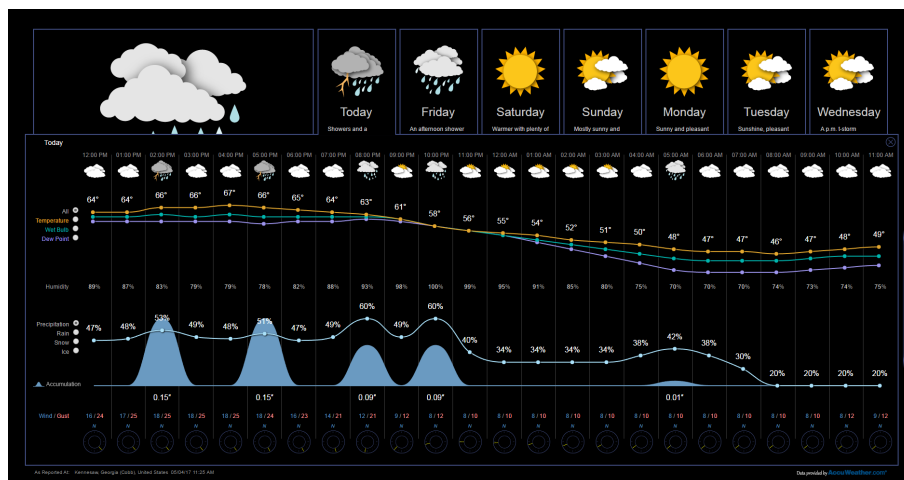 Today
Friday
Saturday
Sunday
Monday
Tuesday
Wednesday
Showers and a
An afternoon shower
Warmer with plenty of
Mostly sunny and
Sunny and pleasant
Sunshine, pleasant
A p.m. t-storm
Today
12:00 PM 01:00 PM 02:00 PM 03:00 PM 04:00 PM 05:00 PM 06:00 PM 07:00 PM 08:00 PM 09:00 PM 10:00 PM 11:00 PM 12:00 AM 01:00 AM 02:00 AM 03:00 AM 04:00 AM 05:00 AM 06:00 AM 07:00 AM 08:00 AM 09:00 AM 10:00 AM 11:00 AM
64° 64° 66° 66° 67° 66° 65° 64° 63° 61° 58° 56° 55° 54° 52° 51° 50° 48° 47° 47° 46° 47° 48° 49°
All
Temperature
Wet Bulb
Dew Point
Humidity 89% 87% 83% 79% 79% 78% 82% 88% 93% 98% 100% 99% 95% 91% 85% 80% 75% 70% 70% 70% 74% 73% 74% 75%
Precipitation
Rain
Snow
Ice
47% 48% 53% 49% 48% 51% 47% 49% 60% 49% 60% 40% 34% 34% 34% 34% 38% 42% 38% 30% 20% 20% 20% 20%
Accumulation
0.15" 0.15" 0.09" 0.09" 0.01"
Wind / Gust 16 / 24 17 / 25 18 / 25 18 / 25 18 / 25 18 / 24 16 / 23 14 / 21 12 / 21 9 / 12 8 / 12 8 / 10 8 / 10 8 / 10 8 / 10 8 / 10 8 / 10 8 / 10 8 / 10 8 / 10 8 / 10 8 / 10 8 / 12 9 / 12
N N N N N N N N N N N N N N N N N N N N N N N N
As Reported At: Kennesaw, Georgia (Cobb), United States 05/04/17 11:25 AM
Data provided by AccuWeather.com